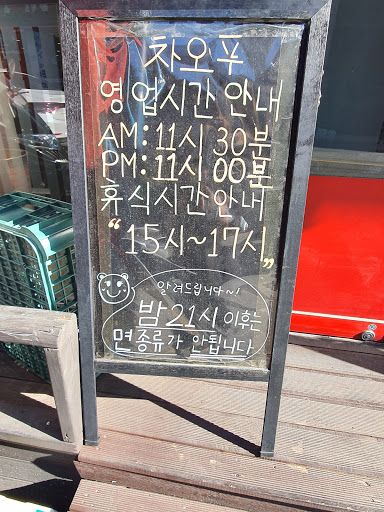 차오푸
영업시간 안내
AM:11시 30분
PM:11시 00분
휴식시간안내
“15시~17시„
알려드립니다~!
밤 21시 이후는
면종류가 안됩니다